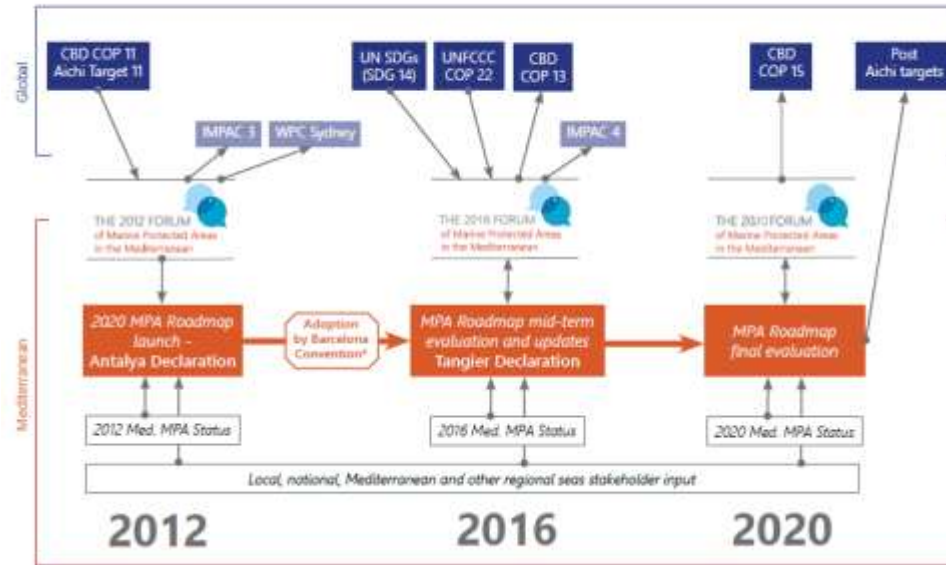 Global
CBD COP 11
Aichi Target 11
UN SDGs
(SDG 14)
UNFCCC
COP 22
CBD
COP 13
CBD
COP 15
Post
Aichi targets
IMPAC 3
WPC Sydney
IMPAC 4
THE 2012 FORUM
of Marine Protected Areas
in the Mediterranean
THE 2016 FORUM
of Marine Protected Areas
in the Mediterranean
THE 2020 FORUM
of Marine Protected Areas
in the Mediterranean
Mediterranean
2020 MPA Roadmap
launch -
Antalya Declaration
Adoption
by Barcelona
Convention*
MPA Roadmap mid-term
evaluation and updates
Tangier Declaration
MPA Roadmap
final evaluation
2012 Med. MPA Status
2016 Med. MPA Status
2020 Med. MPA Status
Local, national, Mediterranean and other regional seas stakeholder input
2012
2016
2020